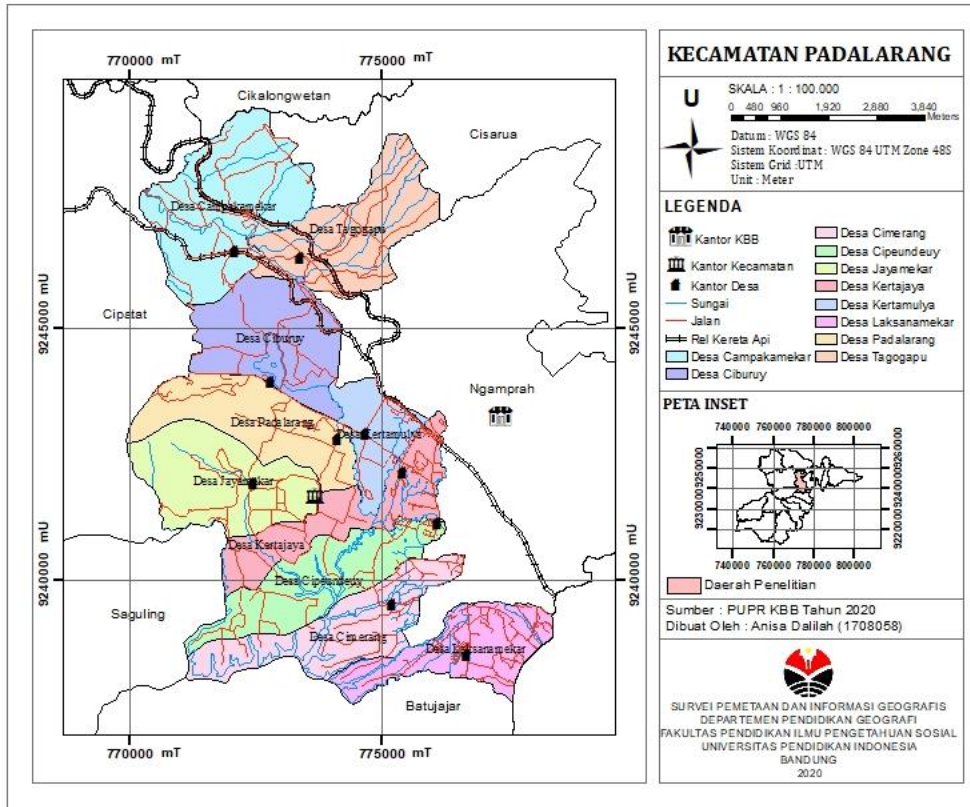 770000 mT
775000 mT
Cikalongwetan
Cisarua
Desa Campakamekar
Desa Tagogapu
9245000 mU
9245000 mU
Cipatat
Desa Ciburuy
Ngamprah
Desa Padalarang
Desa Kertamulya
Desa Jayamekar
Desa Kertajaya
Desa Cipeundeuy
9240000 mU
9240000 mU
Saguling
Desa Cimerang
Desa Laksanamekar
Batujajar
770000 mT
775000 mT
KECAMATAN PADALARANG
U
SKALA : 1 : 100.000
0 480 960 1,920 2,880 3,840
Meters
Datum : WGS 84
Sistem Koordinat : WGS 84 UTM Zone 48S
Sistem Grid :UTM
Unit : Meter
LEGENDA
Kantor KBB
Kantor Kecamatan
Kantor Desa
Sungai
Jalan
Rel Kereta Api
Desa Campakamekar
Desa Ciburuy
Desa Cimerang
Desa Cipeundeuy
Desa Jayamekar
Desa Kertajaya
Desa Kertamulya
Desa Laksanamekar
Desa Padalarang
Desa Tagogapu
PETA INSET
740000 760000 780000 800000
9230000 9250000
9220000 9240000 9260000
740000 760000 780000 800000
Daerah Penelitian
Sumber : PUPR KBB Tahun 2020
Dibuat Oleh : Anisa Dalilah (1708058)
SURVEI PEMETAAN DAN INFORMASI GEOGRAFIS
DEPARTEMEN PENDIDIKAN GEOGRAFI
FAKULTAS PENDIDIKAN ILMU PENGETAHUAN SOSIAL
UNIVERSITAS PENDIDIKAN INDONESIA
BANDUNG
2020